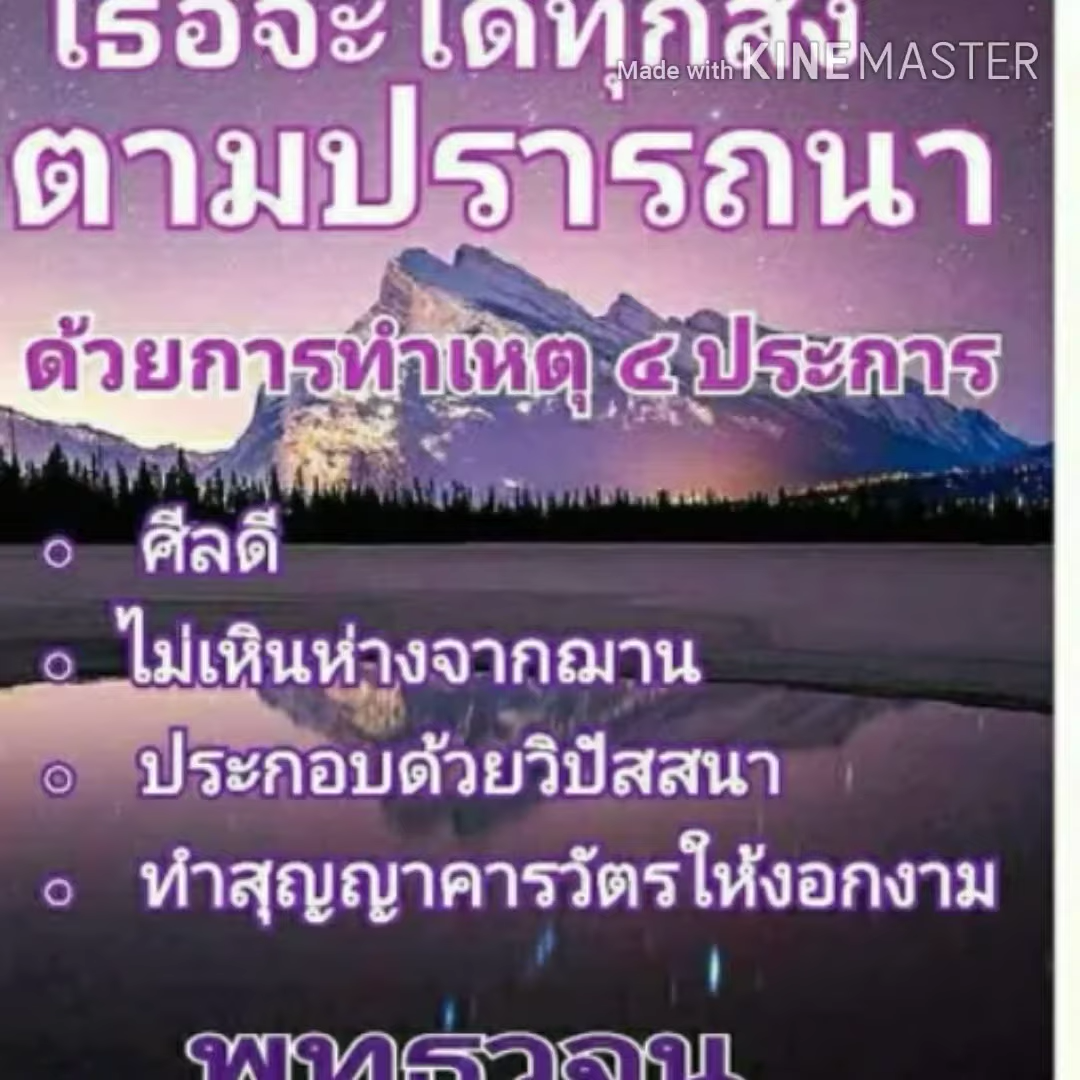 เธอจะได้ทุกสิ่ง
Made with KINEMASTER
ตามปรารถนา
ด้วยการทำเหตุ ๔ ประการ
ศีลดี
ไม่เหินห่างจากฌาน
ประกอบด้วยวิปัสสนา
ทำสุญญาคารวัตรให้งอกงาม
พุทธวจน